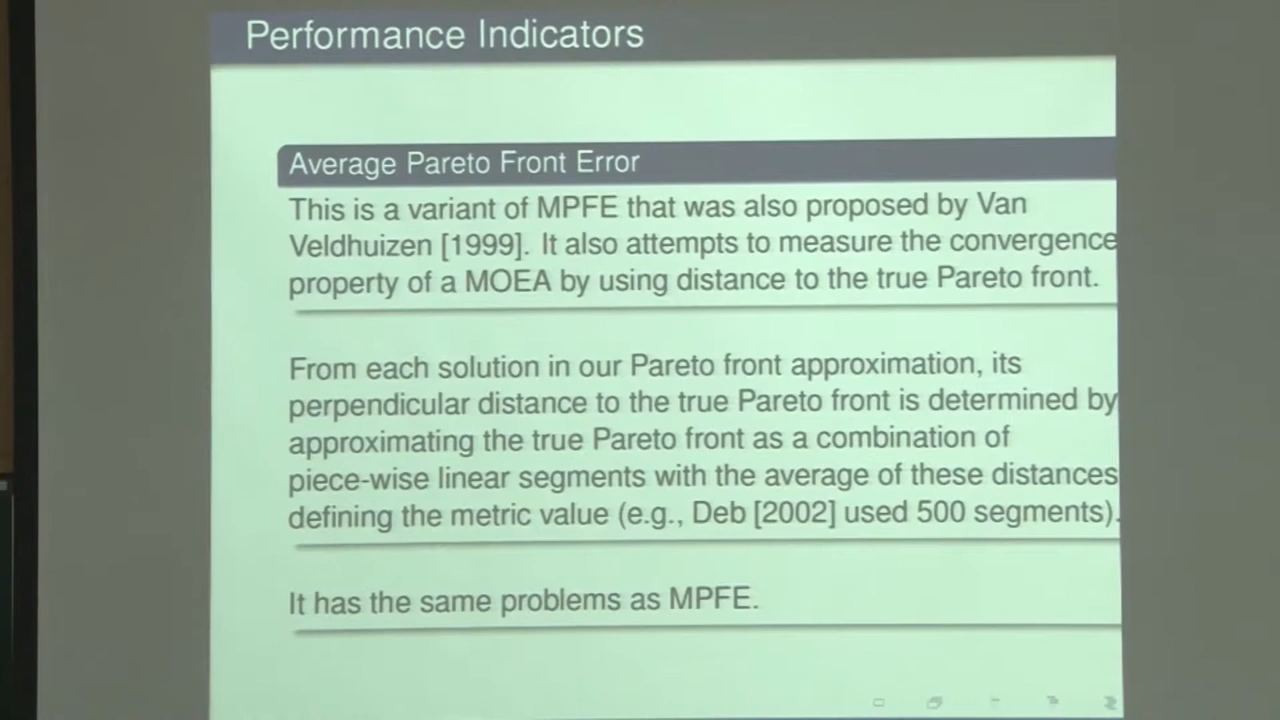 Performance Indicators
Average Pareto Front Error
This is a variant of MPFE that was also proposed by Van
Veldhuizen [1999]. It also attempts to measure the convergence
property of a MOEA by using distance to the true Pareto front.
From each solution in our Pareto front approximation, its
perpendicular distance to the true Pareto front is determined by
approximating the true Pareto front as a combination of
piece-wise linear segments with the average of these distances
defining the metric value (e.g., Deb [2002] used 500 segments).
It has the same problems as MPFE.